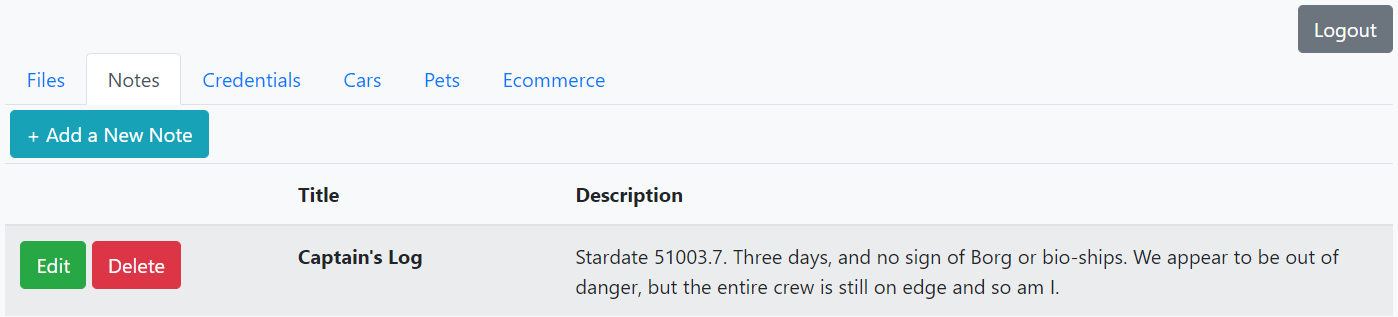 Logout
Files Notes Credentials Cars Pets Ecommerce
+ Add a New Note
Title Description
Edit Delete Captain's Log Stardate 51003.7. Three days, and no sign of Borg or bio-ships. We appear to be out of
danger, but the entire crew is still on edge and so am I.